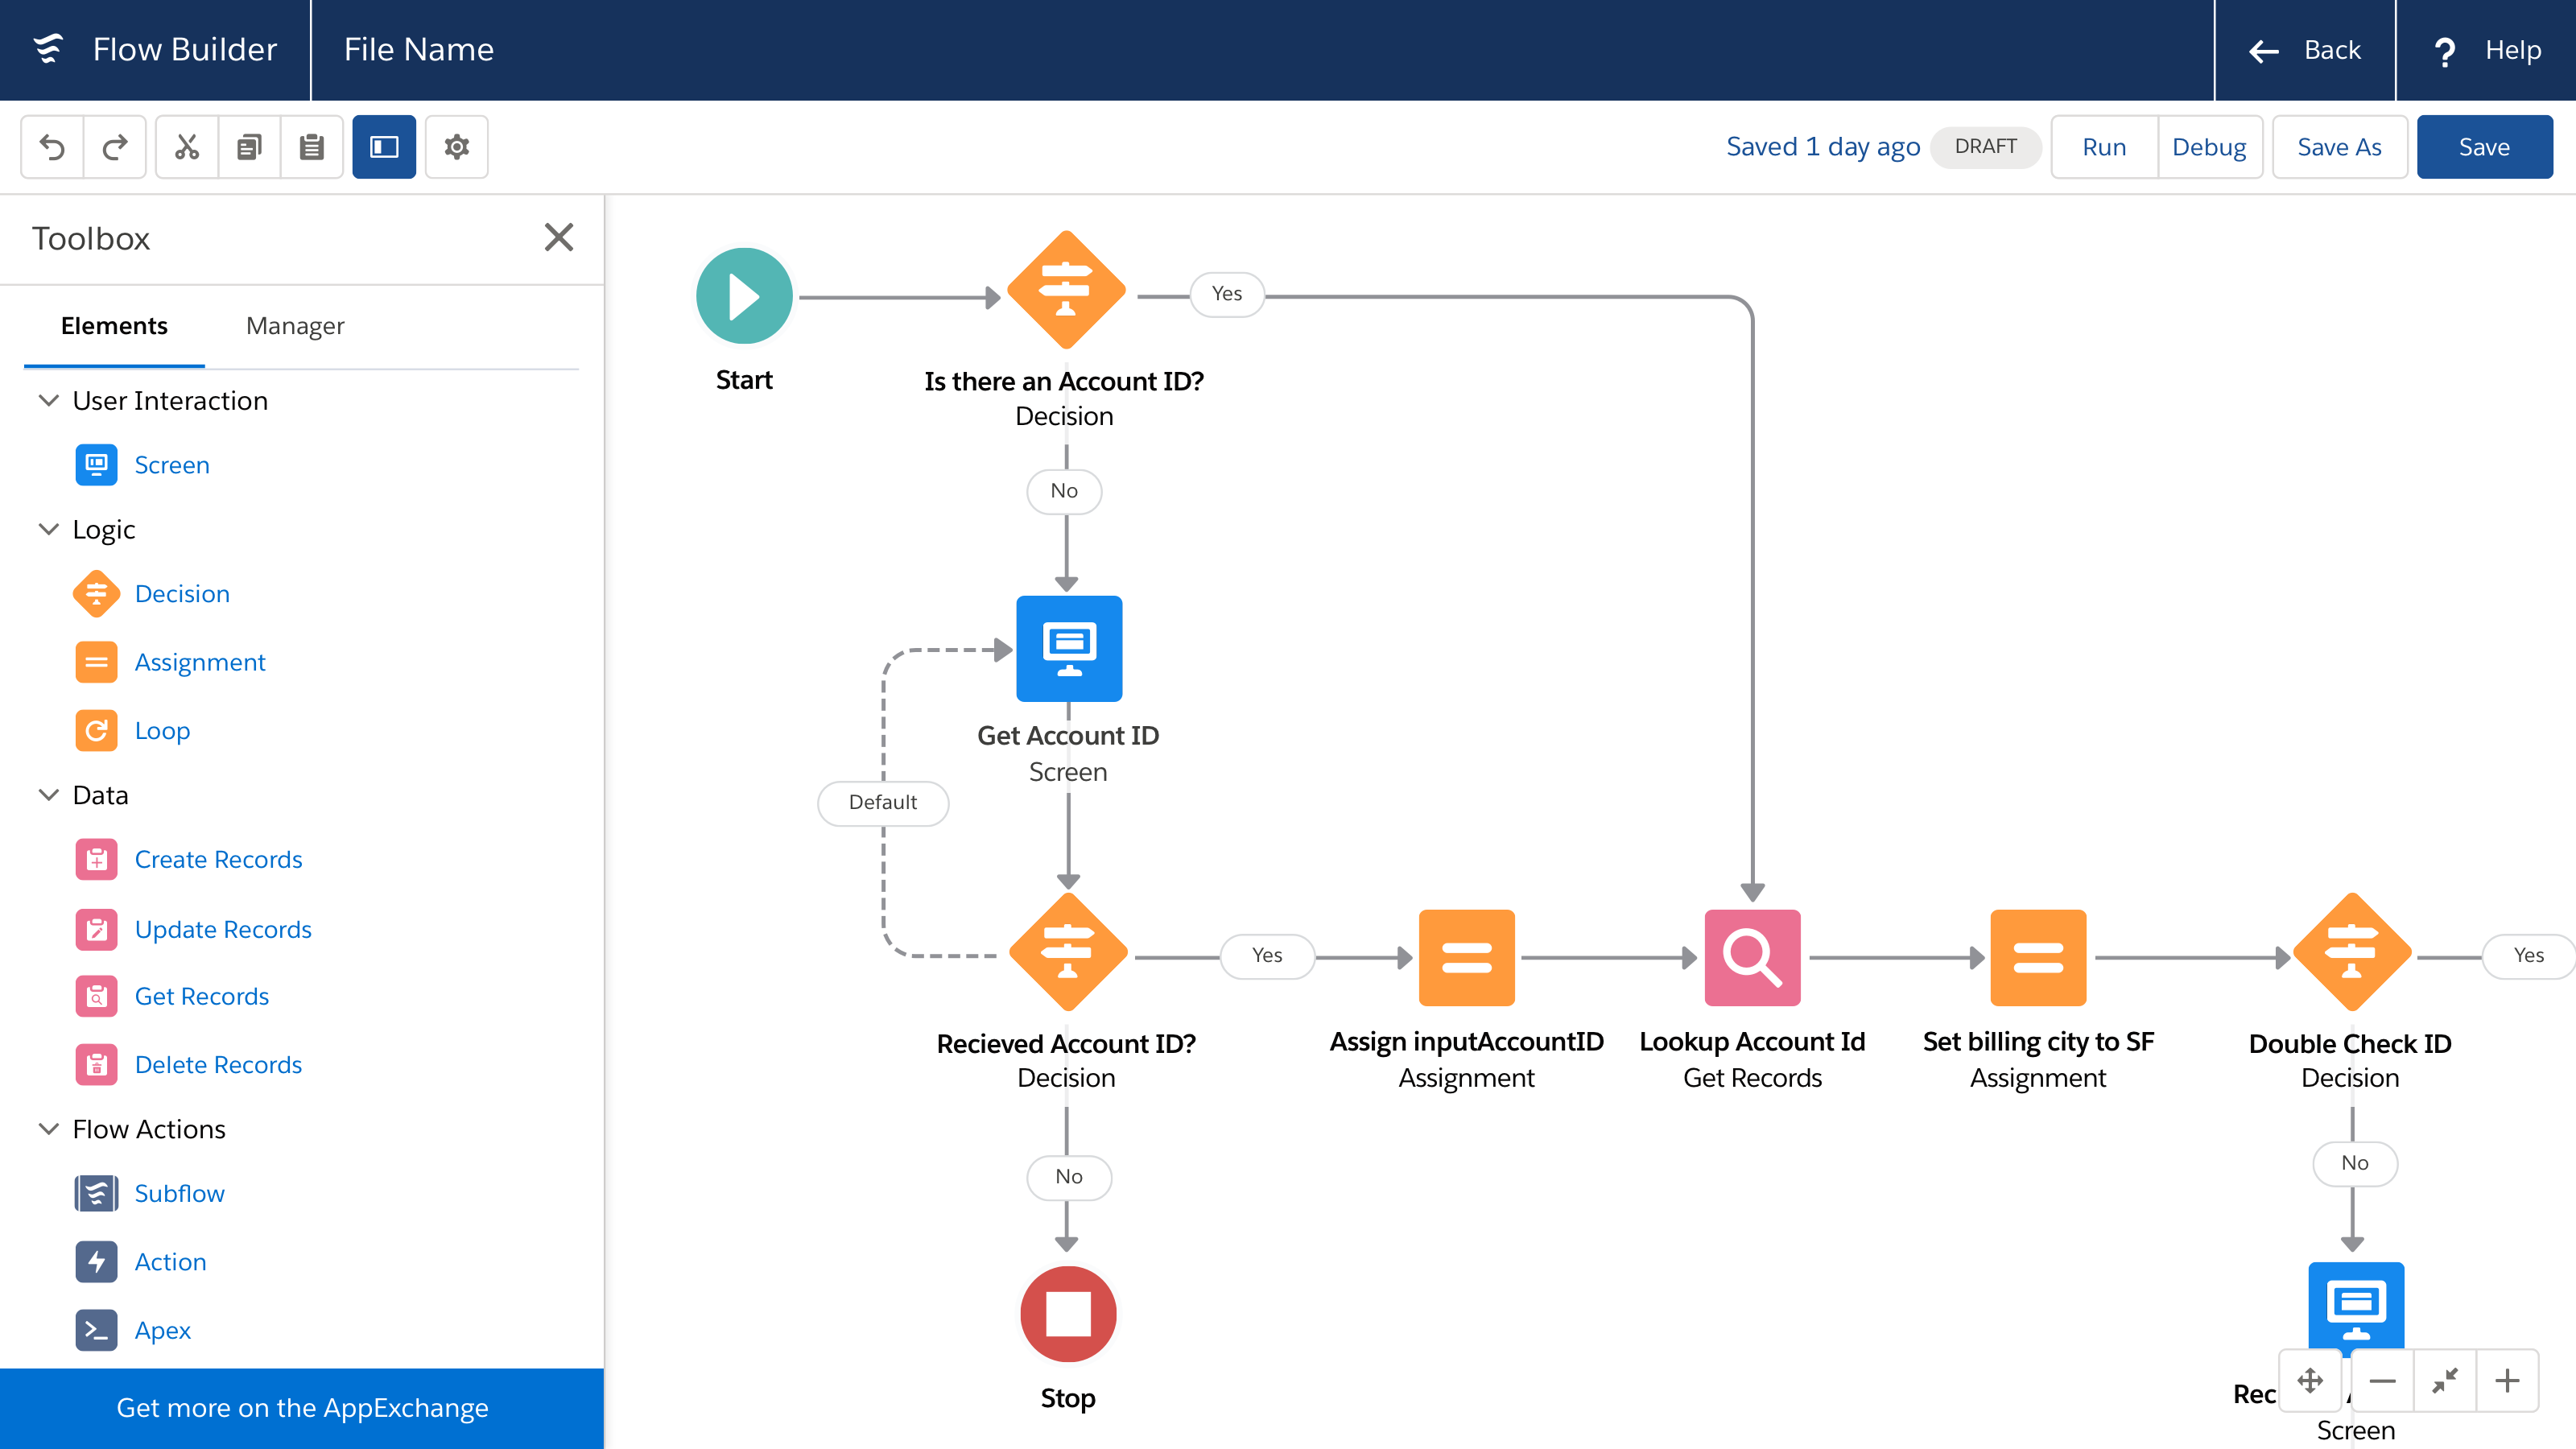 Flow Builder
File Name
Back
Help
Saved 1 day ago
DRAFT
Run
Debug
Save As
Save
Toolbox
Elements
Manager
User Interaction
Screen
Logic
Decision
Assignment
Loop
Data
Create Records
Update Records
Get Records
Delete Records
Flow Actions
Subflow
Action
Apex
Get more on the AppExchange
Start
Is there an Account ID?
Decision
Yes
No
Get Account ID
Screen
Default
Recieved Account ID?
Decision
Yes
Assign inputAccountID
Assignment
Lookup Account Id
Get Records
Set billing city to SF
Assignment
Double Check ID
Decision
Yes
No
No
Stop
Screen